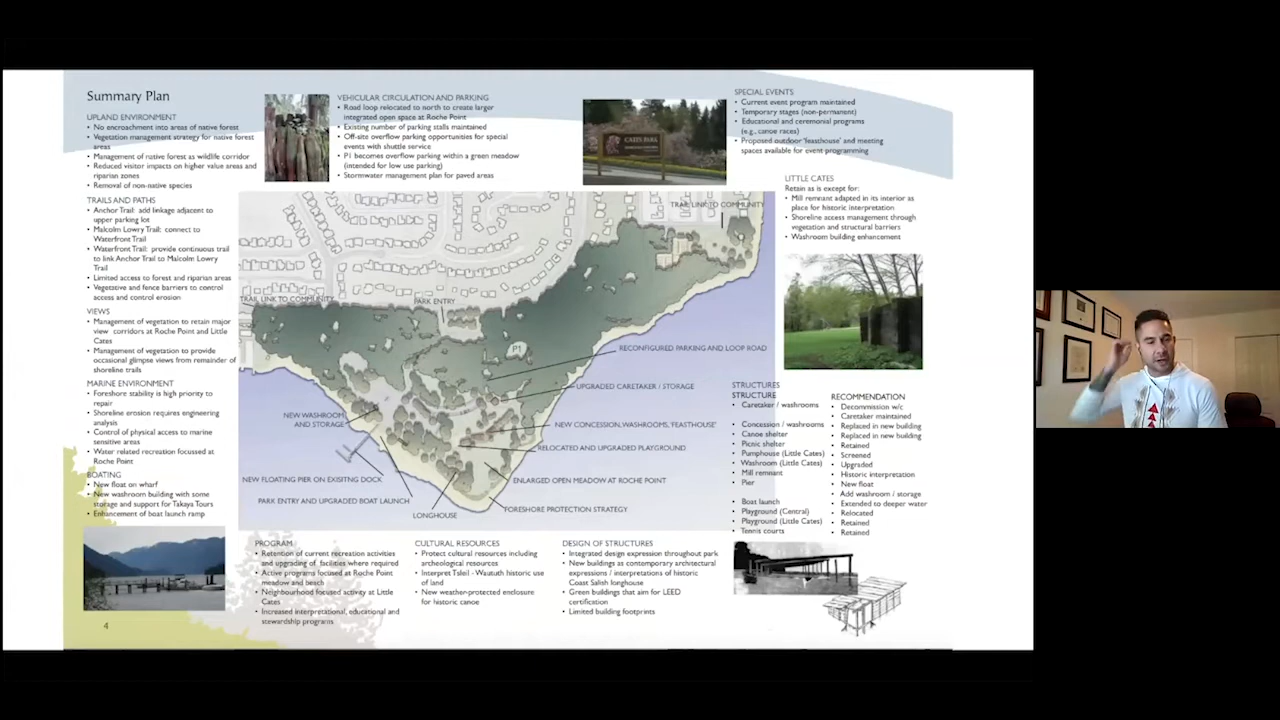 Summary Plan
UPLAND ENVIRONMENT
• No encroachment into areas of native forest
• Vegetation management strategy for native forest
areas
• Management of native forest as wildlife corridor
• Reduced visitor impacts on higher value areas and
riparian zones
• Removal of non-native species
TRAILS AND PATHS
• Anchor Trail: add linkage adjacent to
upper parking lot
• Malcolm Lowry Trail: connect to
Waterfront Trail
• Waterfront Trail: provide continuous trail
to link Anchor Trail to Malcolm Lowry
Trail
• Limited access to forest and riparian areas
• Vegetative and fence barriers to control
access and control erosion
VIEWS
• Management of vegetation to retain major
view corridors at Roche Point and Little
Cates
• Management of vegetation to provide
occasional glimpse views from remainder of
shoreline trails
MARINE ENVIRONMENT
• Foreshore stability is high priority to
repair
• Shoreline erosion requires engineering
analysis
• Control of physical access to marine
sensitive areas
• Water related recreation focussed at
Roche Point
BOATING
• New float on wharf
• New washroom building with some
storage and support for Takaya Tours
• Enhancement of boat launch ramp
4
VEHICULAR CIRCULATION AND PARKING
• Road loop relocated to north to create larger
integrated open space at Roche Point
• Existing number of parking stalls maintained
• Off-site overflow parking opportunities for special
events with shuttle service
• P1 becomes overflow parking within a green meadow
(intended for low use parking)
• Stormwater management plan for paved areas
CATES PARK
SPECIAL EVENTS
• Current event program maintained
• Temporary stages (non-permanent)
• Educational and ceremonial programs
(e.g., canoe races)
• Proposed outdoor 'feasthouse' and meeting
spaces available for event programming
LITTLE CATES
Retain as is except for:
• Mill remnant adapted in its interior as
place for historic interpretation
• Shoreline access management through
vegetation and structural barriers
• Washroom building enhancement
TRAIL LINK TO COMMUNITY
TRAIL LINK TO COMMUNITY
PARK ENTRY
P1
RECONFIGURED PARKING AND LOOP ROAD
UPGRADED CARETAKER / STORAGE
NEW WASHROOM
AND STORAGE
NEW CONCESSION, WASHROOMS, 'FEASTHOUSE'
RELOCATED AND UPGRADED PLAYGROUND
NEW FLOATING PIER ON EXISITNG DOCK
ENLARGED OPEN MEADOW AT ROCHE POINT
PARK ENTRY AND UPGRADED BOAT LAUNCH
FORESHORE PROTECTION STRATEGY
LONGHOUSE
STRUCTURES
STRUCTURE
• Caretaker / washrooms
• Concession / washrooms
• Canoe shelter
• Picnic shelter
• Pumphouse (Little Cates)
• Washroom (Little Cates)
• Mill remnant
• Pier
• Boat launch
• Playground (Central)
• Playground (Little Cates)
• Tennis courts
RECOMMENDATION
• Decommission w/c
• Caretaker maintained
• Replaced in new building
• Replaced in new building
• Retained
• Screened
• Upgraded
• Historic interpretation
• New float
• Add washroom / storage
• Extended to deeper water
• Relocated
• Retained
• Retained
PROGRAM
• Retention of current recreation activities
and upgrading of facilities where required
• Active programs focused at Roche Point
meadow and beach
• Neighbourhood focused activity at Little
Cates
• Increased interpretational, educational and
stewardship programs
CULTURAL RESOURCES
• Protect cultural resources including
archeological resources
• Interpret Tsleil - Waututh historic use
of land
• New weather-protected enclosure
for historic canoe
DESIGN OF STRUCTURES
• Integrated design expression throughout park
• New buildings as contemporary architectural
expressions / interpretations of historic
Coast Salish longhouse
• Green buildings that aim for LEED
certification
• Limited building footprints